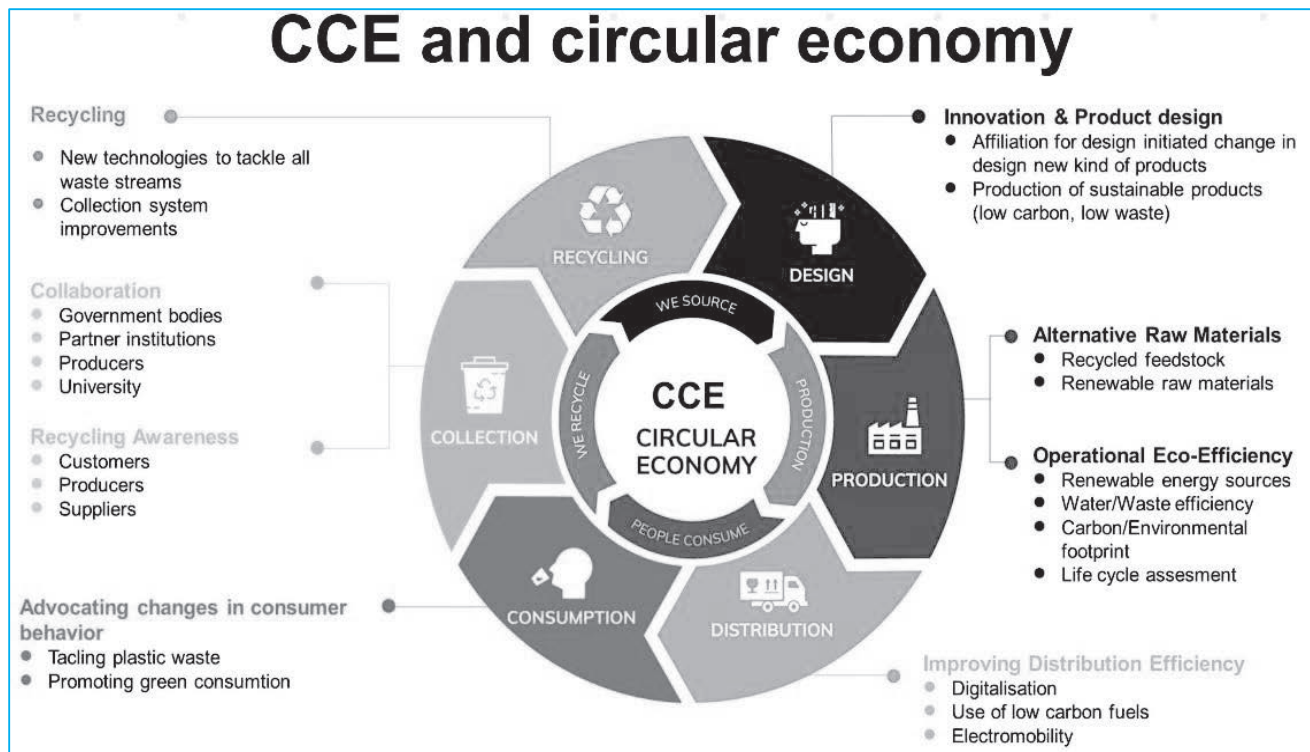 CCE and circular economy
Recycling
New technologies to tackle all
waste streams
Collection system
improvements
Collaboration
Government bodies
Partner institutions
Producers
University
Recycling Awareness
Customers
Producers
Suppliers
Advocating changes in consumer
behavior
Tacling plastic waste
Promoting green consumtion
RECYCLING
DESIGN
PRODUCTION
DISTRIBUTION
CONSUMPTION
COLLECTION
WE SOURCE
PRODUCTION
PEOPLE CONSUME
WE RECYCLE
CCE
CIRCULAR
ECONOMY
Innovation & Product design
Affiliation for design initiated change in
design new kind of products
Production of sustainable products
(low carbon, low waste)
Alternative Raw Materials
Recycled feedstock
Renewable raw materials
Operational Eco-Efficiency
Renewable energy sources
Water/Waste efficiency
Carbon/Environmental
footprint
Life cycle assesment
Improving Distribution Efficiency
Digitalisation
Use of low carbon fuels
Electromobility